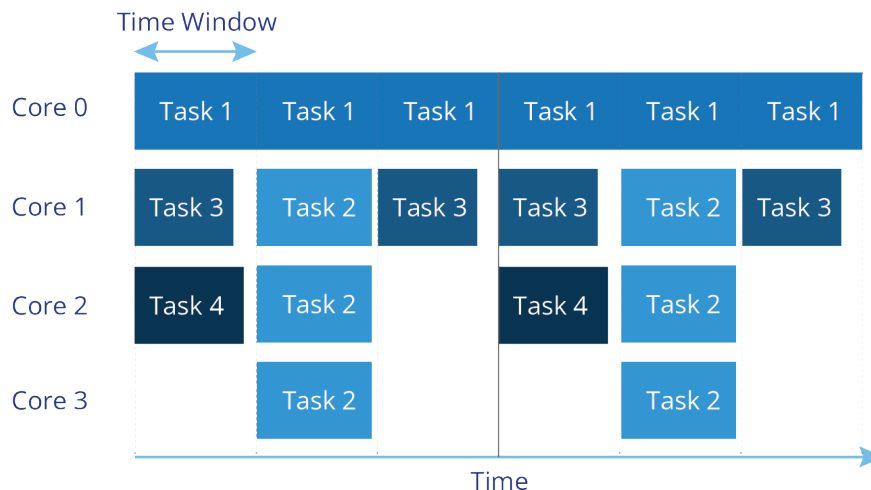 Time Window
Core 0 Task 1 Task 1 Task 1 Task 1 Task 1 Task 1
Core 1 Task 3 Task 2 Task 3 Task 3 Task 2 Task 3
Core 2 Task 4 Task 2 Task 4 Task 2
Core 3 Task 2 Task 2
Time